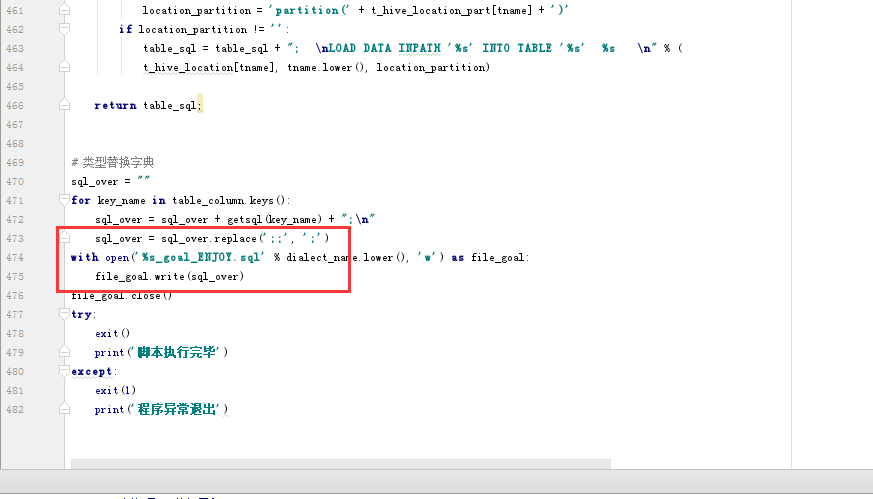 461 location_partition = 'partition(' + t_hive_location_part[tname] + ')'
462 if location_partition != '':
463 table_sql = table_sql + ";  \nLOAD DATA INPATH '%s' INTO TABLE '%s'  %s   \n" % (
464 t_hive_location[tname], tname.lower(), location_partition)
465
466 return table_sql;
467
468
469 # 类型替换字典
470 sql_over = ""
471 for key_name in table_column.keys():
472 sql_over = sql_over + getsql(key_name) + ";\n"
473 sql_over = sql_over.replace(';;', ';')
474 with open('%s_goal_ENJOY.sql' % dialect_name.lower(), 'w') as file_goal:
475 file_goal.write(sql_over)
476 file_goal.close()
477 try:
478 exit()
479 print('脚本执行完毕')
480 except:
481 exit(1)
482 print('程序异常退出')